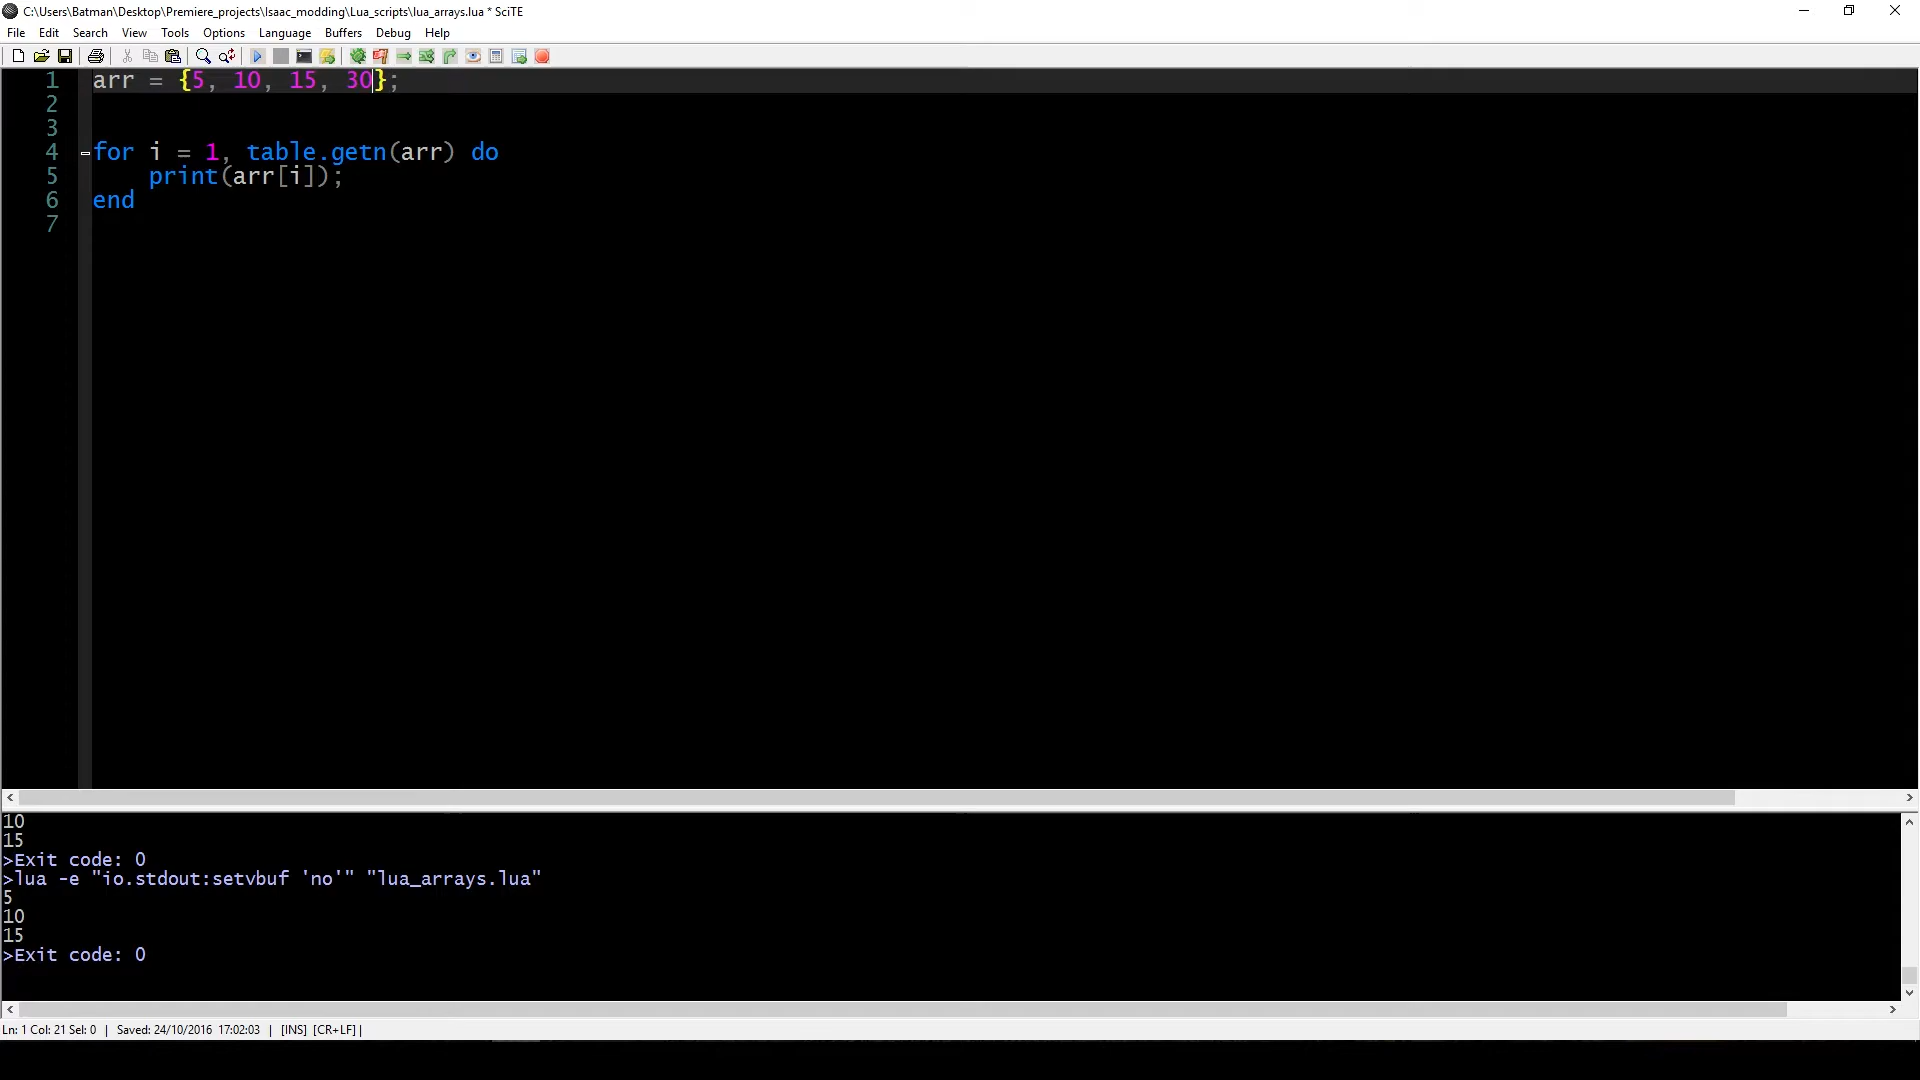 C:\Users\Batman\Desktop\Premiere_projects\Isaac_modding\Lua_scripts\lua_arrays.lua * SciTE
File Edit Search View Tools Options Language Buffers Debug Help
1 arr = {5, 10, 15, 30};
2
3
4 for i = 1, table.getn(arr) do
5 print(arr[i]);
6 end
7
10
15
>Exit code: 0
>lua -e "io.stdout:setvbuf 'no'" "lua_arrays.lua"
5
10
15
>Exit code: 0
Ln: 1 Col: 21 Sel: 0 | Saved: 24/10/2016 17:02:03 | [INS] [CR+LF] |